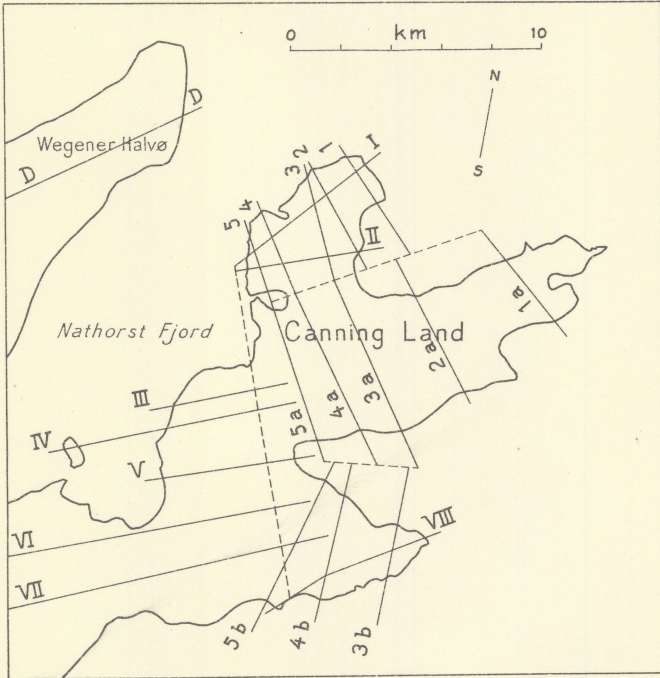 0 km 10
N
S
D
Wegener Halvø
D
1
I
2
3
4
5
II
1a
Nathorst Fjord
Canning Land
2a
3a
4a
5a
III
IV
V
VI
VII
VIII
5b
4b
3b